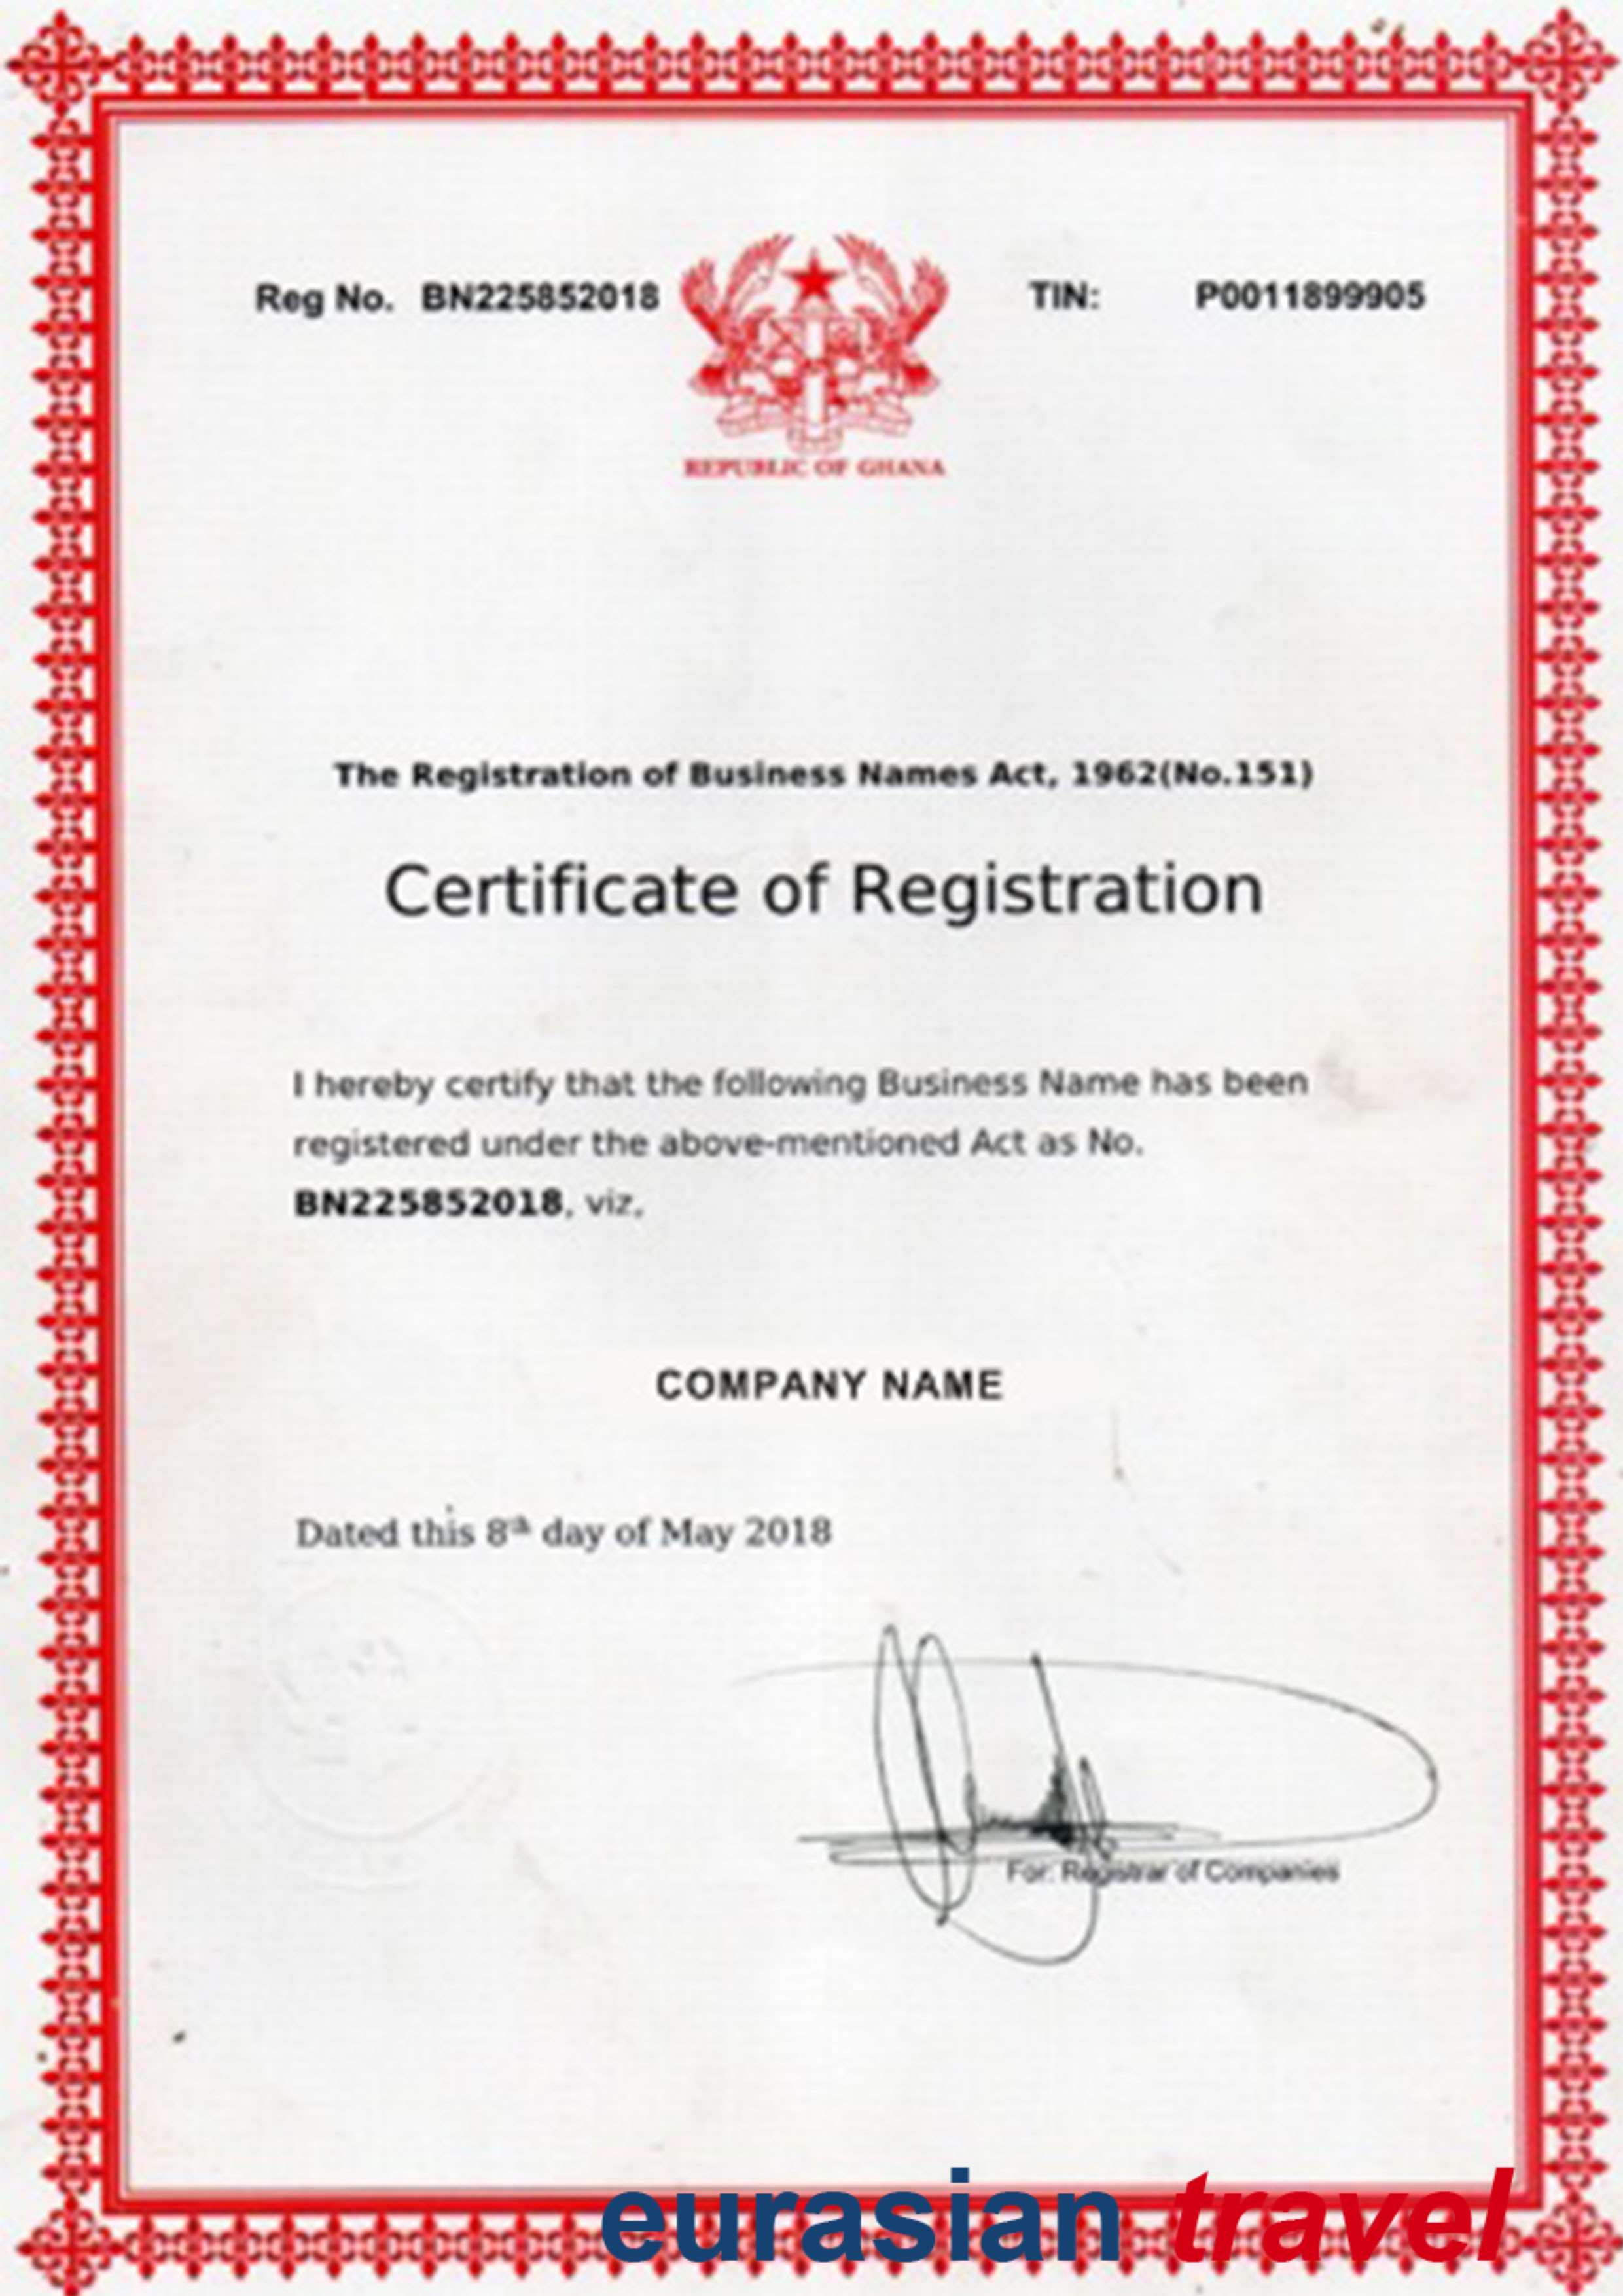 Reg No. BN225852018
TIN: P0011899905
REPUBLIC OF GHANA
The Registration of Business Names Act, 1962(No.151)
Certificate of Registration
I hereby certify that the following Business Name has been
registered under the above-mentioned Act as No.
BN225852018, viz,
COMPANY NAME
Dated this 8th day of May 2018
For: Registrar of Companies
eurasian travel